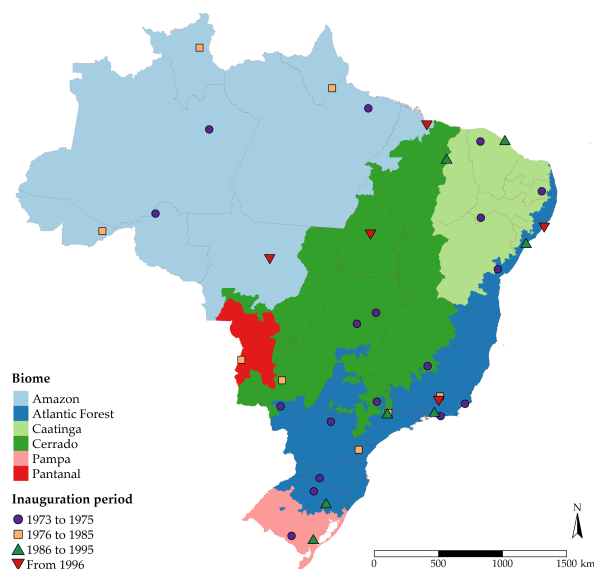 Biome
Amazon
Atlantic Forest
Caatinga
Cerrado
Pampa
Pantanal
Inauguration period
1973 to 1975
1976 to 1985
1986 to 1995
From 1996
N
0 500 1000 1500 km